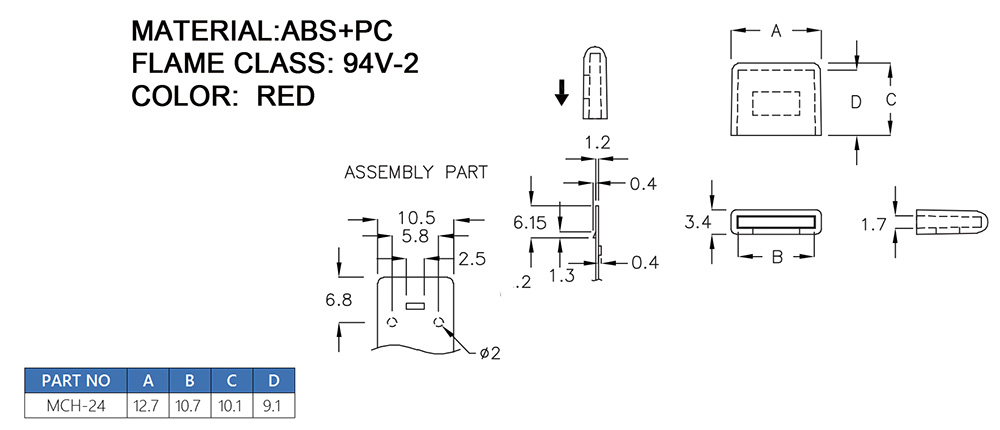 MATERIAL:ABS+PC
FLAME CLASS: 94V-2
COLOR: RED
A
D
C
1.2
ASSEMBLY PART
0.4
10.5
5.8
2.5
6.15
1.3
.2
0.4
3.4
B
1.7
6.8
ø2
PART NO A B C D
MCH-24 12.7 10.7 10.1 9.1